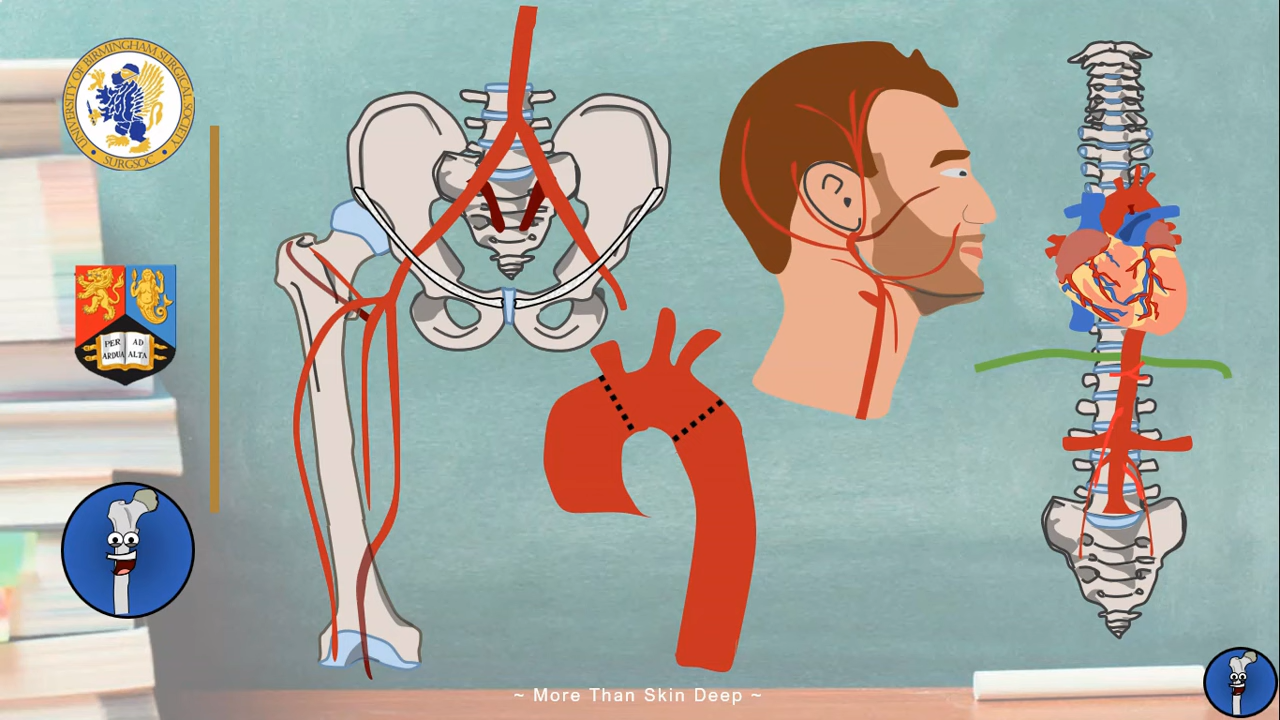 UNIVERSITY OF BIRMINGHAM SURGICAL SOCIETY
• SURGSOC •
PER AD
ARDUA ALTA
~ More Than Skin Deep ~